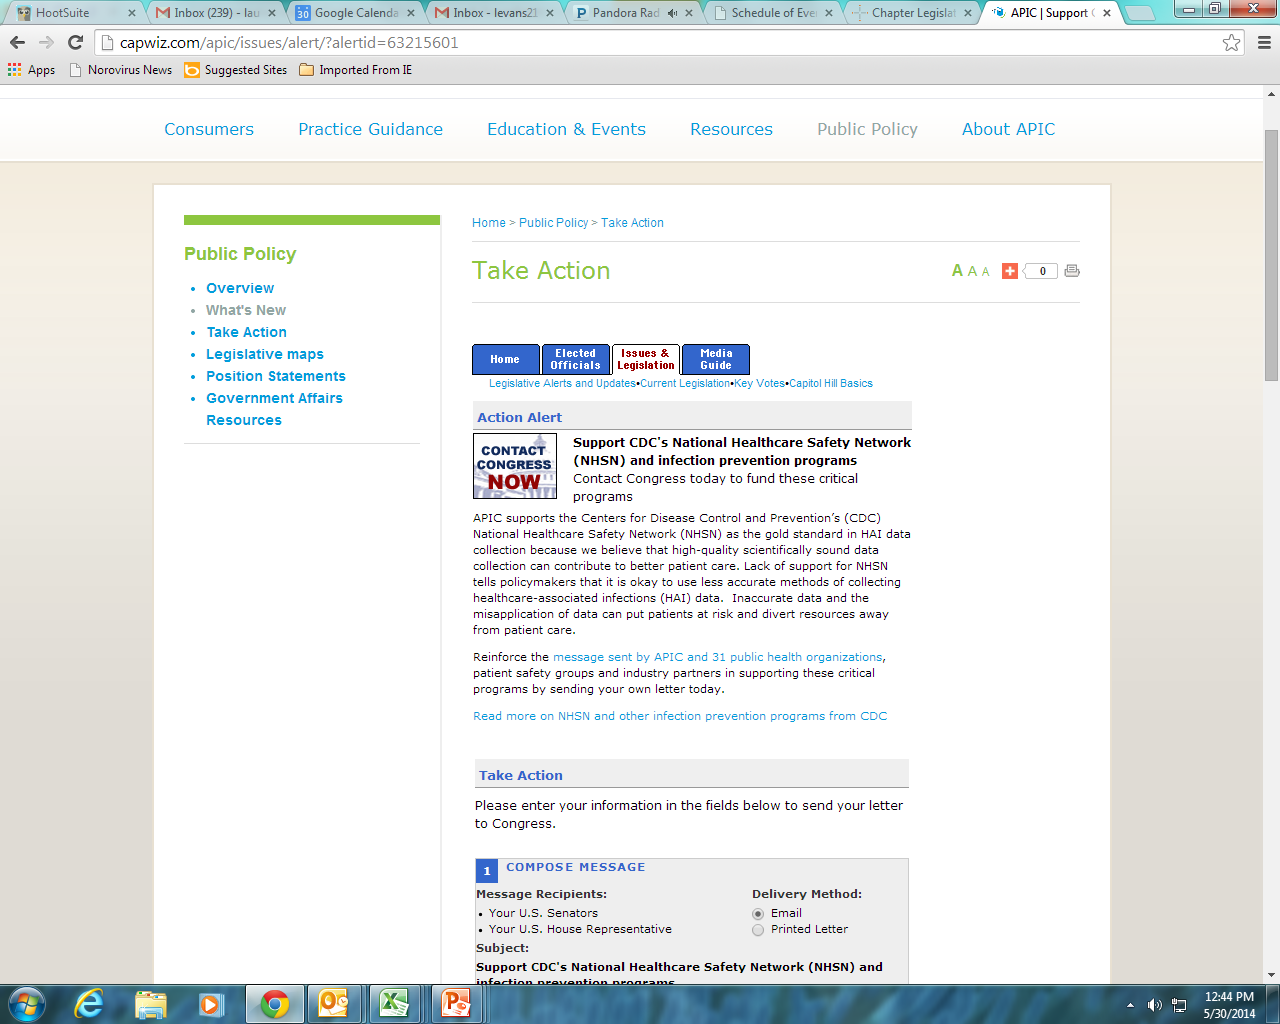 HootSuite
Inbox (239) - lau
Google Calenda
Inbox - levans21
Pandora Rad
Schedule of Eve
Chapter Legislat
APIC | Support
capwiz.com/apic/issues/alert/?alertid=63215601
Apps
Norovirus News
Suggested Sites
Imported From IE
Consumers
Practice Guidance
Education & Events
Resources
Public Policy
About APIC
Public Policy
• Overview
• What's New
• Take Action
• Legislative maps
• Position Statements
• Government Affairs
Resources
Home > Public Policy > Take Action
Take Action
A A A
0
Home
Elected
Officials
Issues &
Legislation
Media
Guide
Legislative Alerts and Updates•Current Legislation•Key Votes•Capitol Hill Basics
Action Alert
CONTACT
CONGRESS
NOW
Support CDC's National Healthcare Safety Network
(NHSN) and infection prevention programs
Contact Congress today to fund these critical
programs
APIC supports the Centers for Disease Control and Prevention’s (CDC)
National Healthcare Safety Network (NHSN) as the gold standard in HAI data
collection because we believe that high-quality scientifically sound data
collection can contribute to better patient care. Lack of support for NHSN
tells policymakers that it is okay to use less accurate methods of collecting
healthcare-associated infections (HAI) data.  Inaccurate data and the
misapplication of data can put patients at risk and divert resources away
from patient care.
Reinforce the message sent by APIC and 31 public health organizations,
patient safety groups and industry partners in supporting these critical
programs by sending your own letter today.
Read more on NHSN and other infection prevention programs from CDC
Take Action
Please enter your information in the fields below to send your letter
to Congress.
1 COMPOSE MESSAGE
Message Recipients:
• Your U.S. Senators
• Your U.S. House Representative
Delivery Method:
Email
Printed Letter
Subject:
Support CDC's National Healthcare Safety Network (NHSN) and
infection prevention programs
12:44 PM
5/30/2014